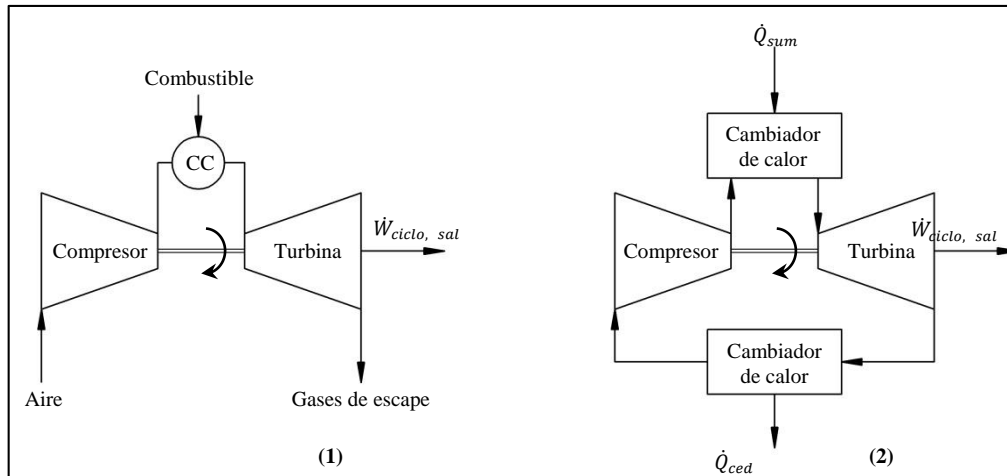 Combustible
CC
Compresor
Turbina
Ẇciclo, sal
Aire
Gases de escape
(1)
Q̇sum
Cambiador
de calor
Compresor
Turbina
Ẇciclo, sal
Cambiador
de calor
Q̇ced
(2)